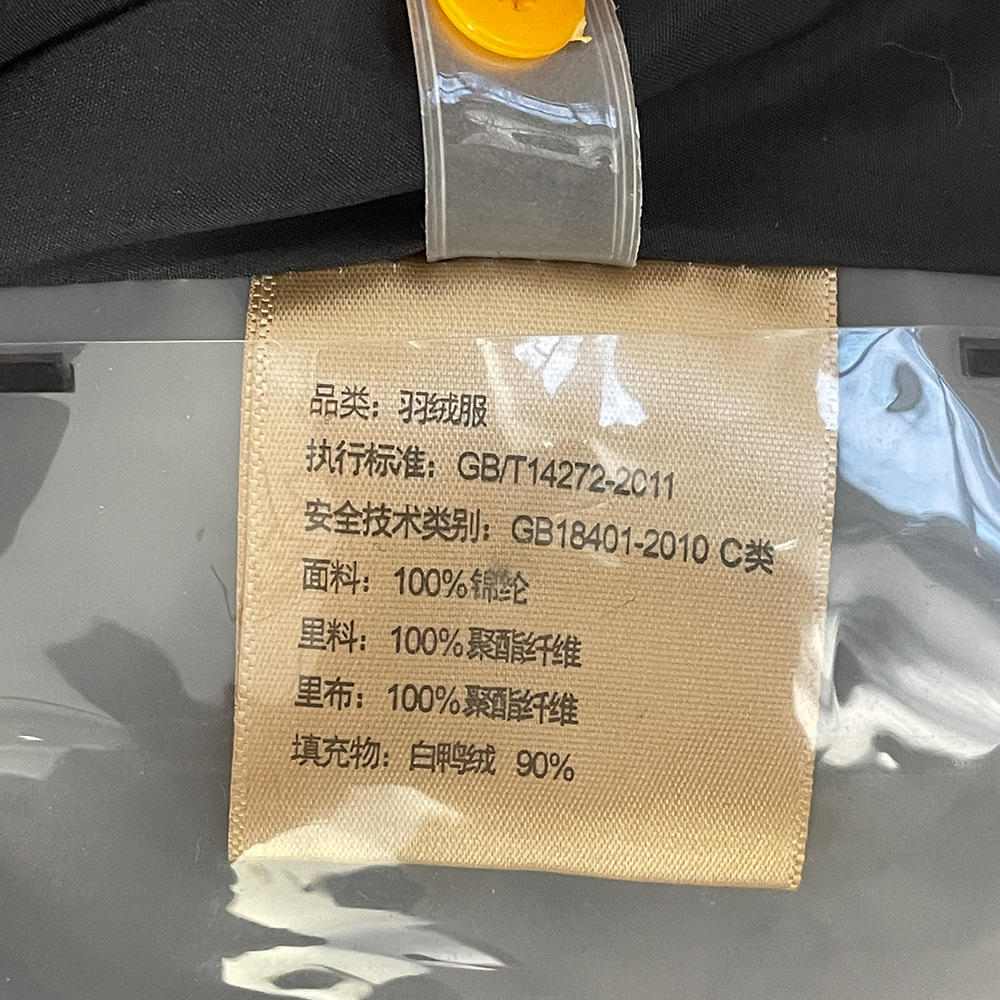 品类：羽绒服
执行标准：GB/T14272-2011
安全技术类别：GB18401-2010 C类
面料：100%锦纶
里料：100%聚酯纤维
里布：100%聚酯纤维
填充物：白鸭绒 90%